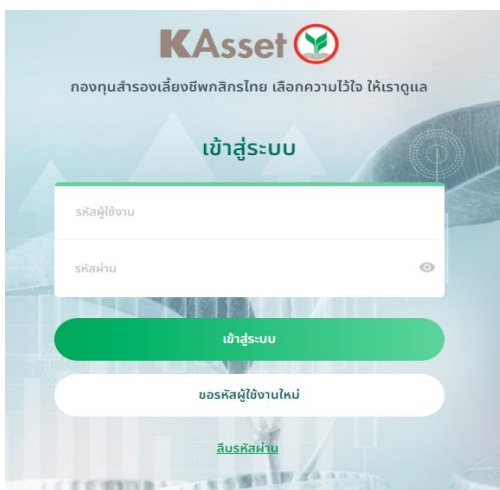 KAsset
กองทุนสำรองเลี้ยงชีพกสิกรไทย เลือกความไว้ใจ ให้เราดูแล
เข้าสู่ระบบ
รหัสผู้ใช้งาน
รหัสผ่าน
เข้าสู่ระบบ
ขอรหัสผู้ใช้งานใหม่
ลืมรหัสผ่าน